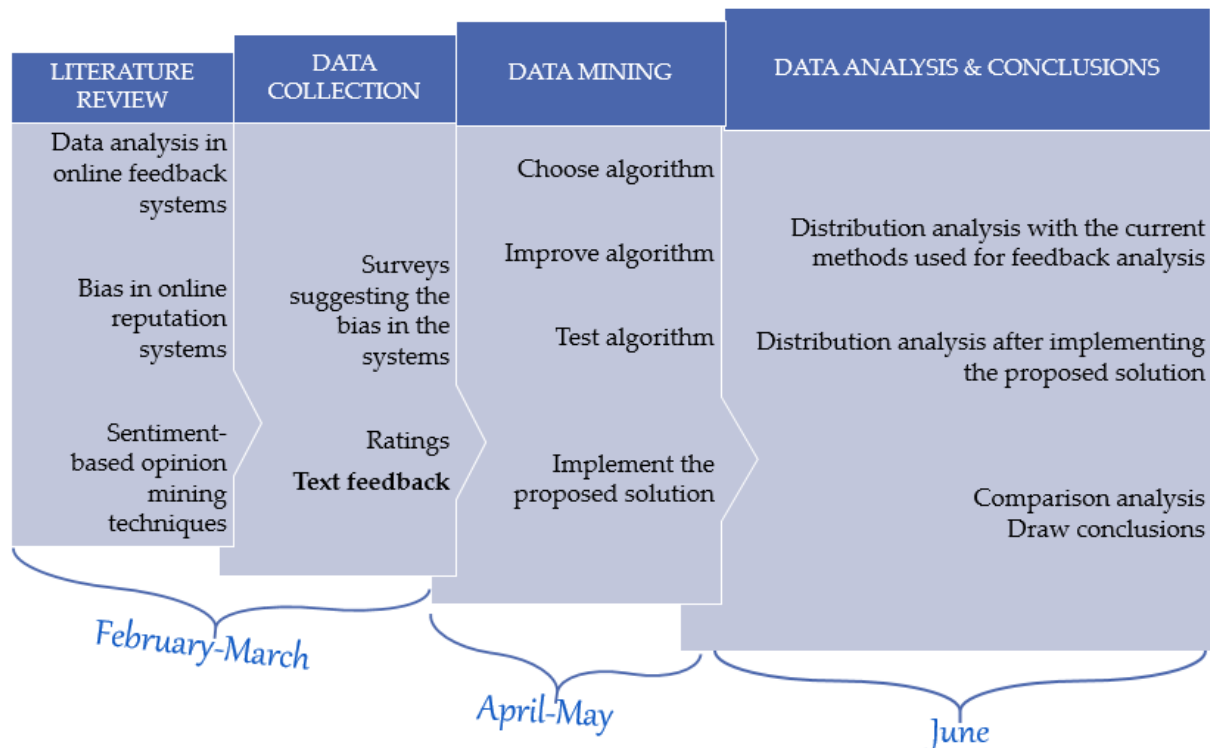 LITERATURE
REVIEW
Data analysis in
online feedback
systems
Bias in online
reputation
systems
Sentiment-
based opinion
mining
techniques
DATA
COLLECTION
Surveys
suggesting the
bias in the
systems
Ratings
Text feedback
DATA MINING
Choose algorithm
Improve algorithm
Test algorithm
Implement the
proposed solution
DATA ANALYSIS & CONCLUSIONS
Distribution analysis with the current
methods used for feedback analysis
Distribution analysis after implementing
the proposed solution
Comparison analysis
Draw conclusions
February-March
April-May
June